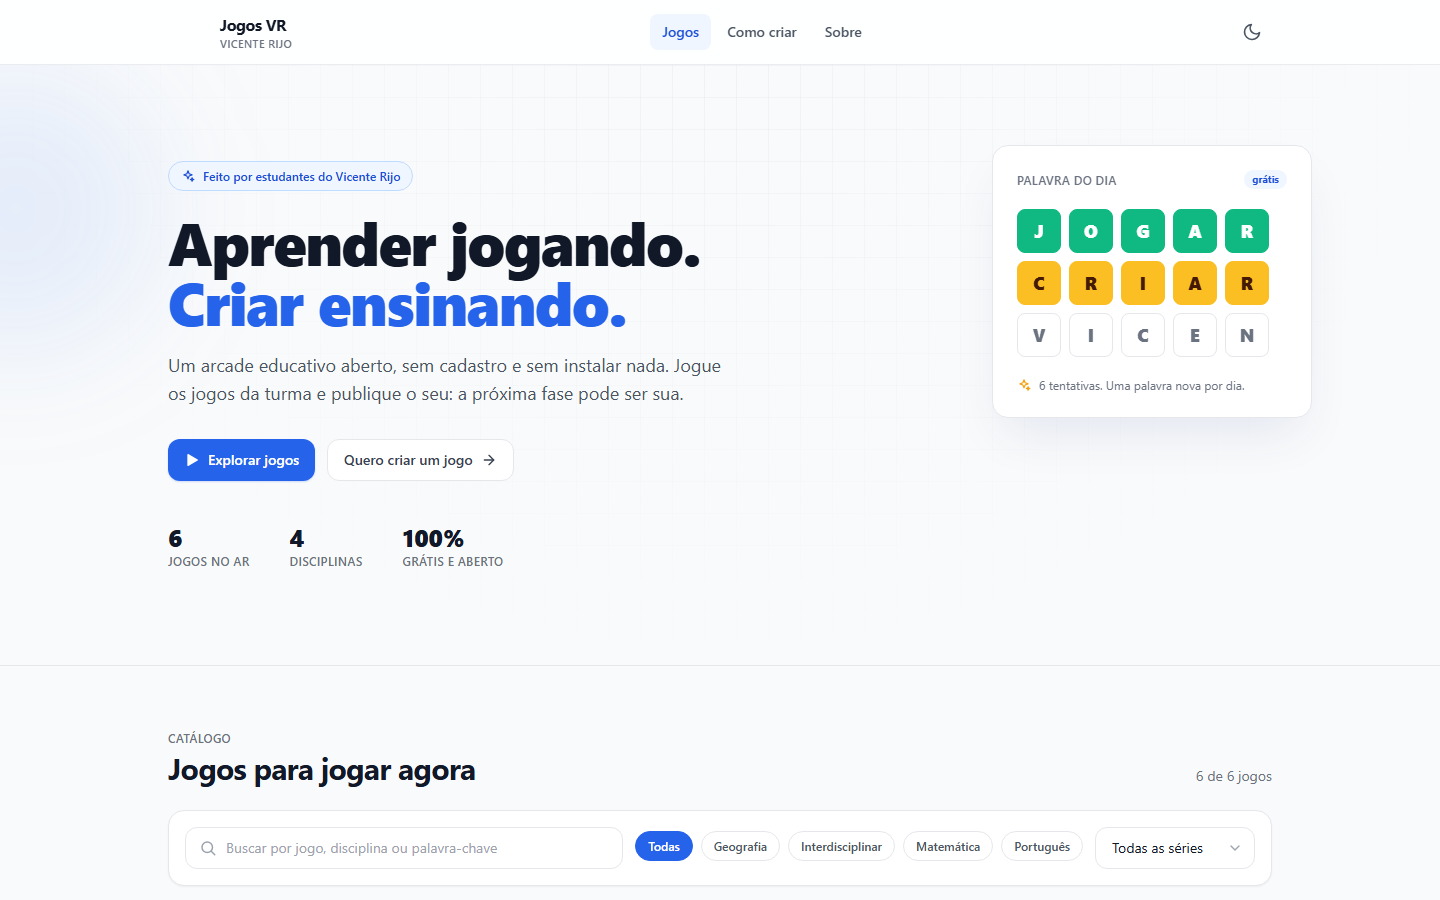 Jogos VR
VICENTE RIJO
Jogos
Como criar
Sobre
Feito por estudantes do Vicente Rijo
Aprender jogando.
Criar ensinando.
Um arcade educativo aberto, sem cadastro e sem instalar nada. Jogue
os jogos da turma e publique o seu: a próxima fase pode ser sua.
Explorar jogos
Quero criar um jogo
6
JOGOS NO AR
4
DISCIPLINAS
100%
GRÁTIS E ABERTO
PALAVRA DO DIA
grátis
J O G A R
C R I A R
V I C E N
6 tentativas. Uma palavra nova por dia.
CATÁLOGO
Jogos para jogar agora
6 de 6 jogos
Buscar por jogo, disciplina ou palavra-chave
Todas
Geografia
Interdisciplinar
Matemática
Português
Todas as séries